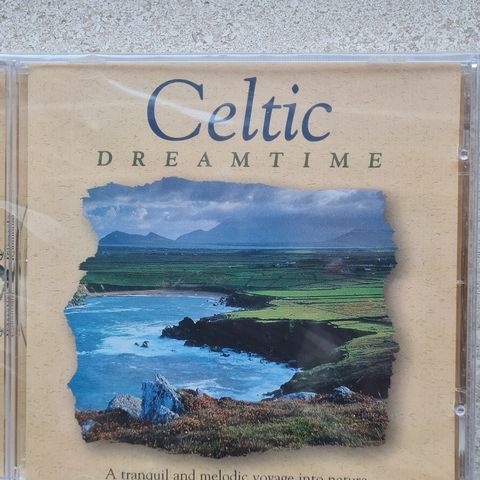 Celtic
DREAMTIME
A tranquil and melodic voyage into nature